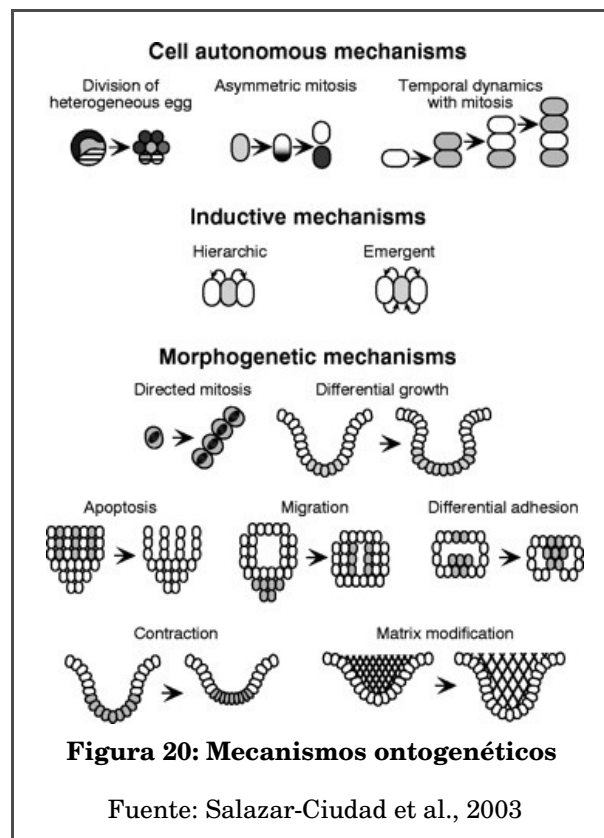 Cell autonomous mechanisms
Division of
heterogeneous egg
Asymmetric mitosis
Temporal dynamics
with mitosis
Inductive mechanisms
Hierarchic
Emergent
Morphogenetic mechanisms
Directed mitosis
Differential growth
Apoptosis
Migration
Differential adhesion
Contraction
Matrix modification
Figura 20: Mecanismos ontogenéticos
Fuente: Salazar-Ciudad et al., 2003